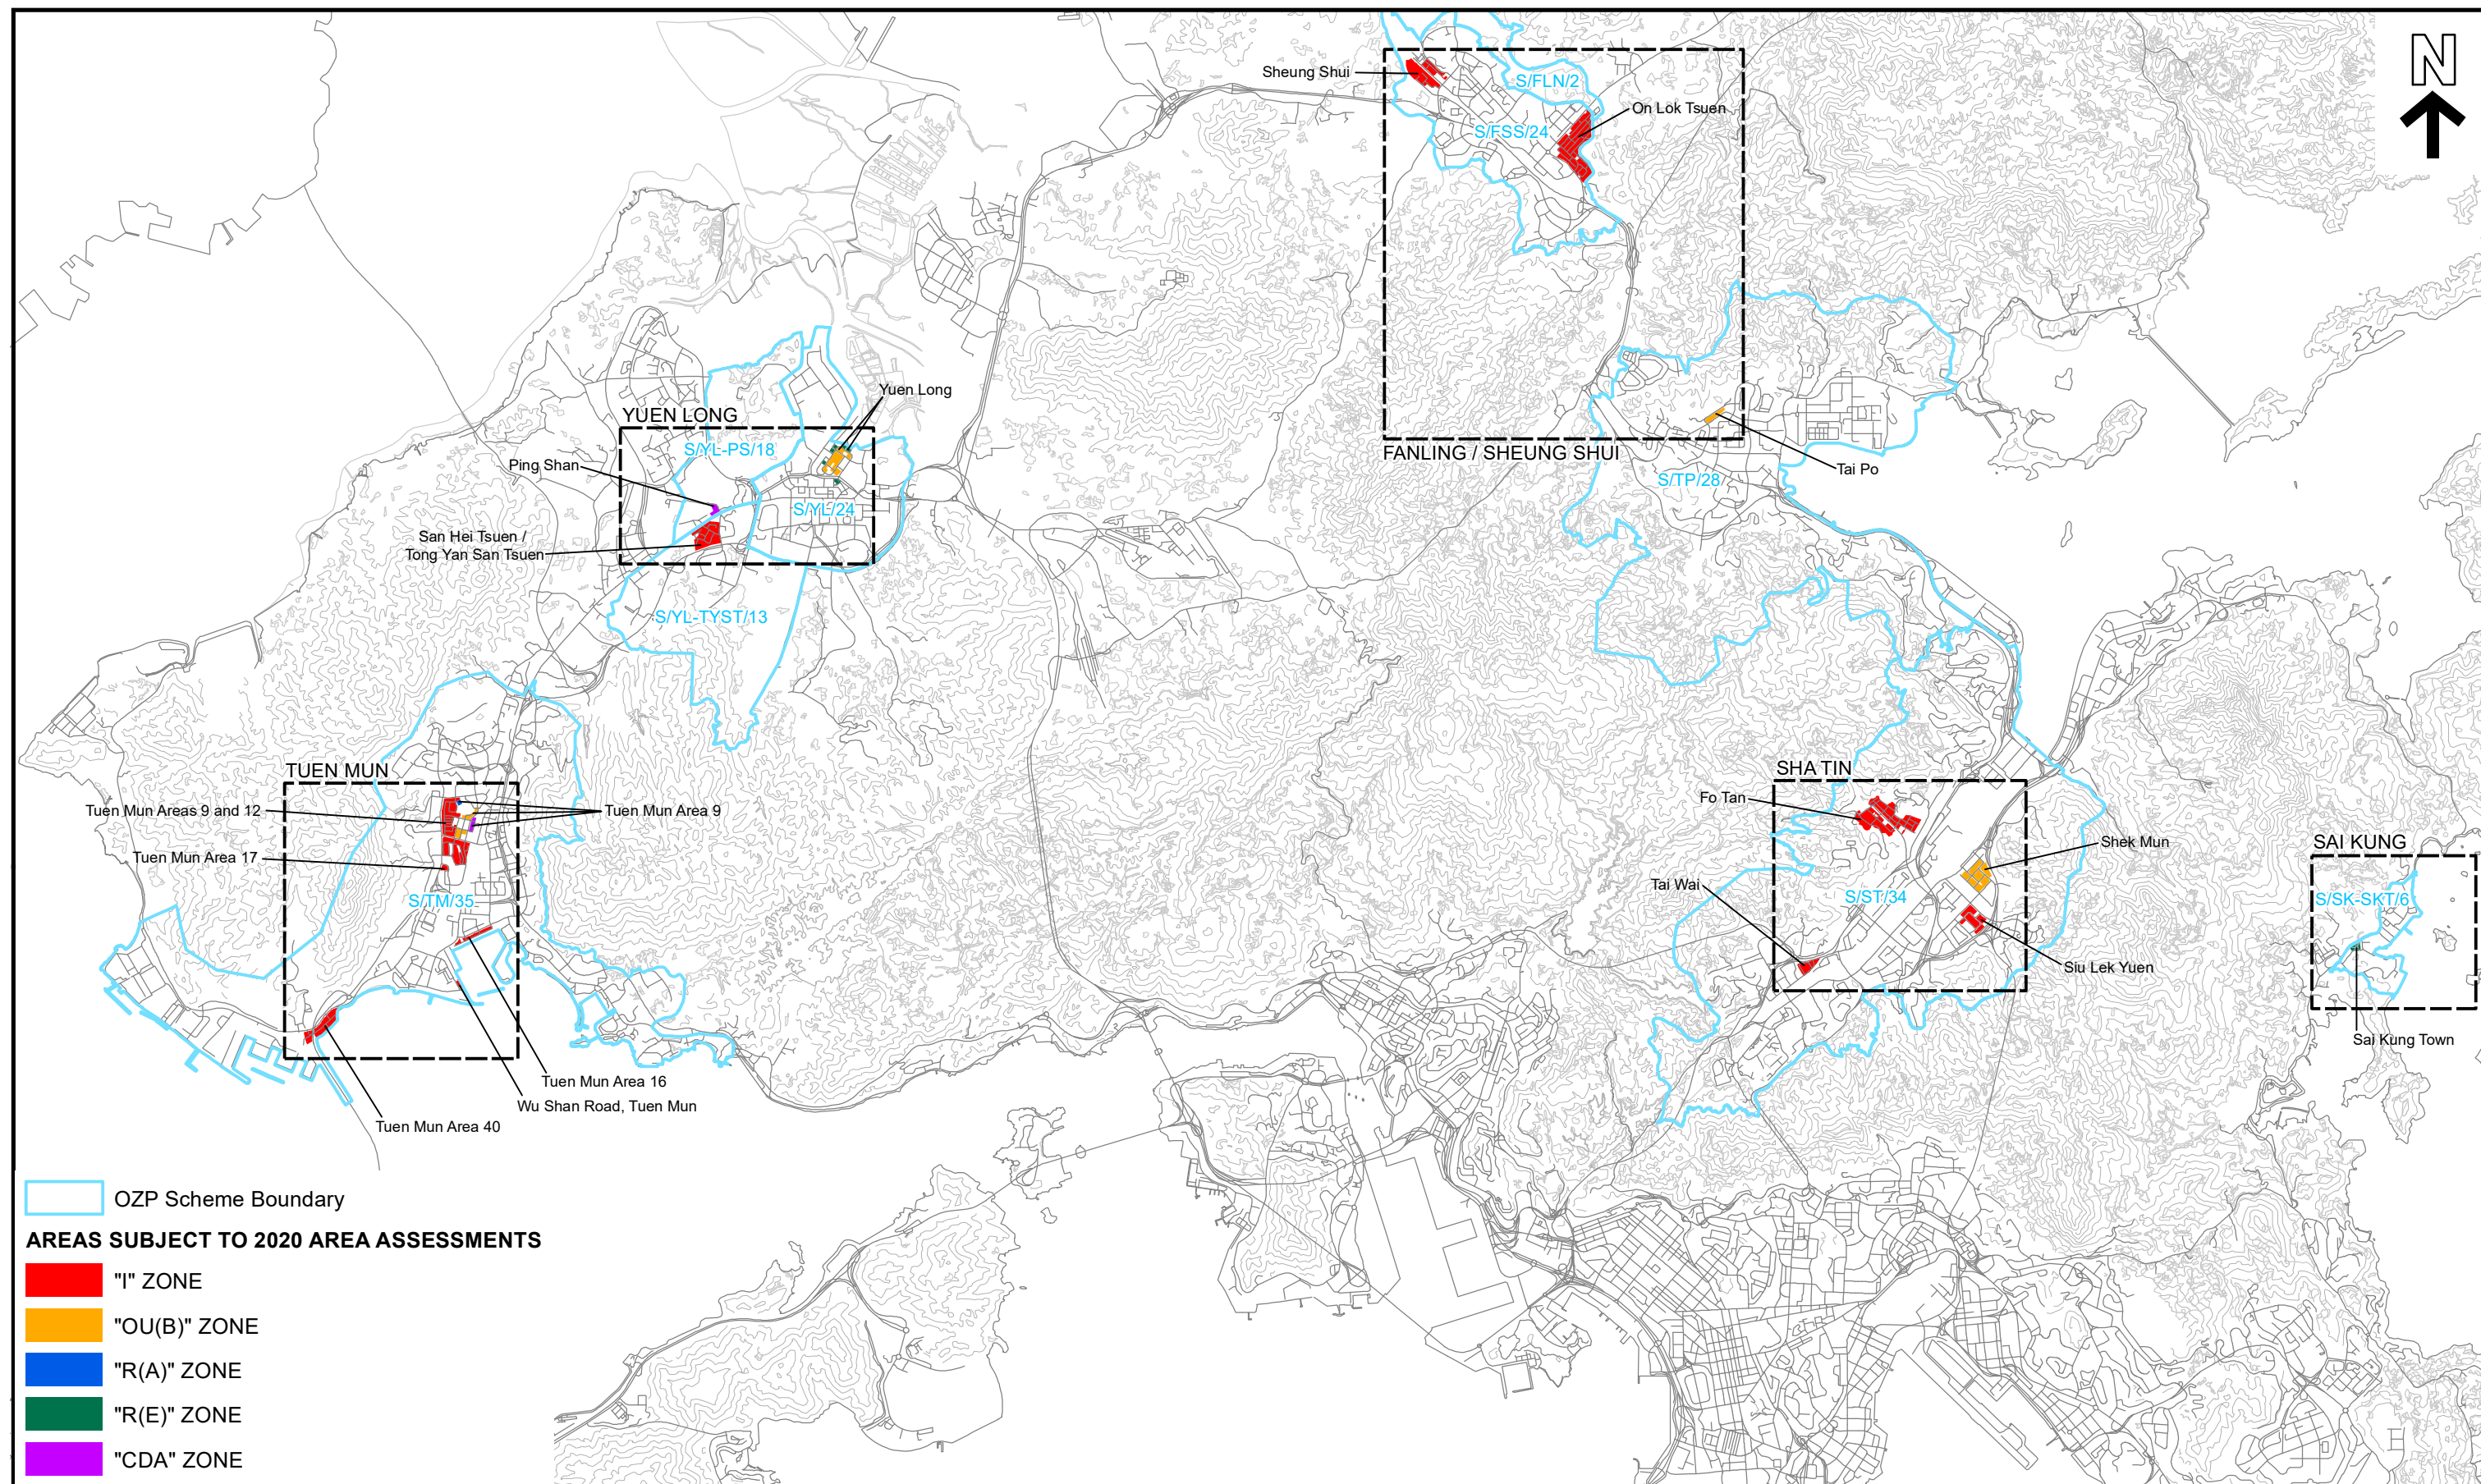 N
Sheung Shui
S/FLN/2
On Lok Tsuen
S/FSS/24
FANLING / SHEUNG SHUI
Tai Po
S/TP/28
YUEN LONG
Yuen Long
S/YL-PS/18
Ping Shan
S/YL/24
San Hei Tsuen /
Tong Yan San Tsuen
S/YL-TYST/13
TUEN MUN
Tuen Mun Areas 9 and 12
Tuen Mun Area 9
Tuen Mun Area 17
S/TM/35
Tuen Mun Area 16
Wu Shan Road, Tuen Mun
Tuen Mun Area 40
SHA TIN
Fo Tan
Shek Mun
Tai Wai
S/ST/34
Siu Lek Yuen
SAI KUNG
S/SK-SKT/6
Sai Kung Town
OZP Scheme Boundary
AREAS SUBJECT TO 2020 AREA ASSESSMENTS
"I" ZONE
"OU(B)" ZONE
"R(A)" ZONE
"R(E)" ZONE
"CDA" ZONE